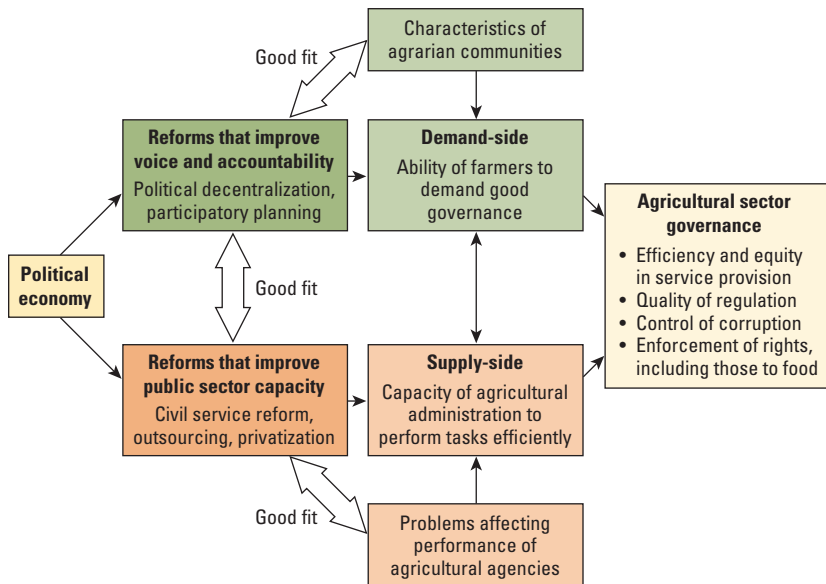 Characteristics of
agrarian communities
Good fit
Reforms that improve
voice and accountability
Political decentralization,
participatory planning
Demand-side
Ability of farmers to
demand good
governance
Agricultural sector
governance
• Efficiency and equity
in service provision
• Quality of regulation
• Control of corruption
• Enforcement of rights,
including those to food
Political
economy
Good fit
Reforms that improve
public sector capacity
Civil service reform,
outsourcing, privatization
Supply-side
Capacity of agricultural
administration to
perform tasks efficiently
Good fit
Problems affecting
performance of
agricultural agencies